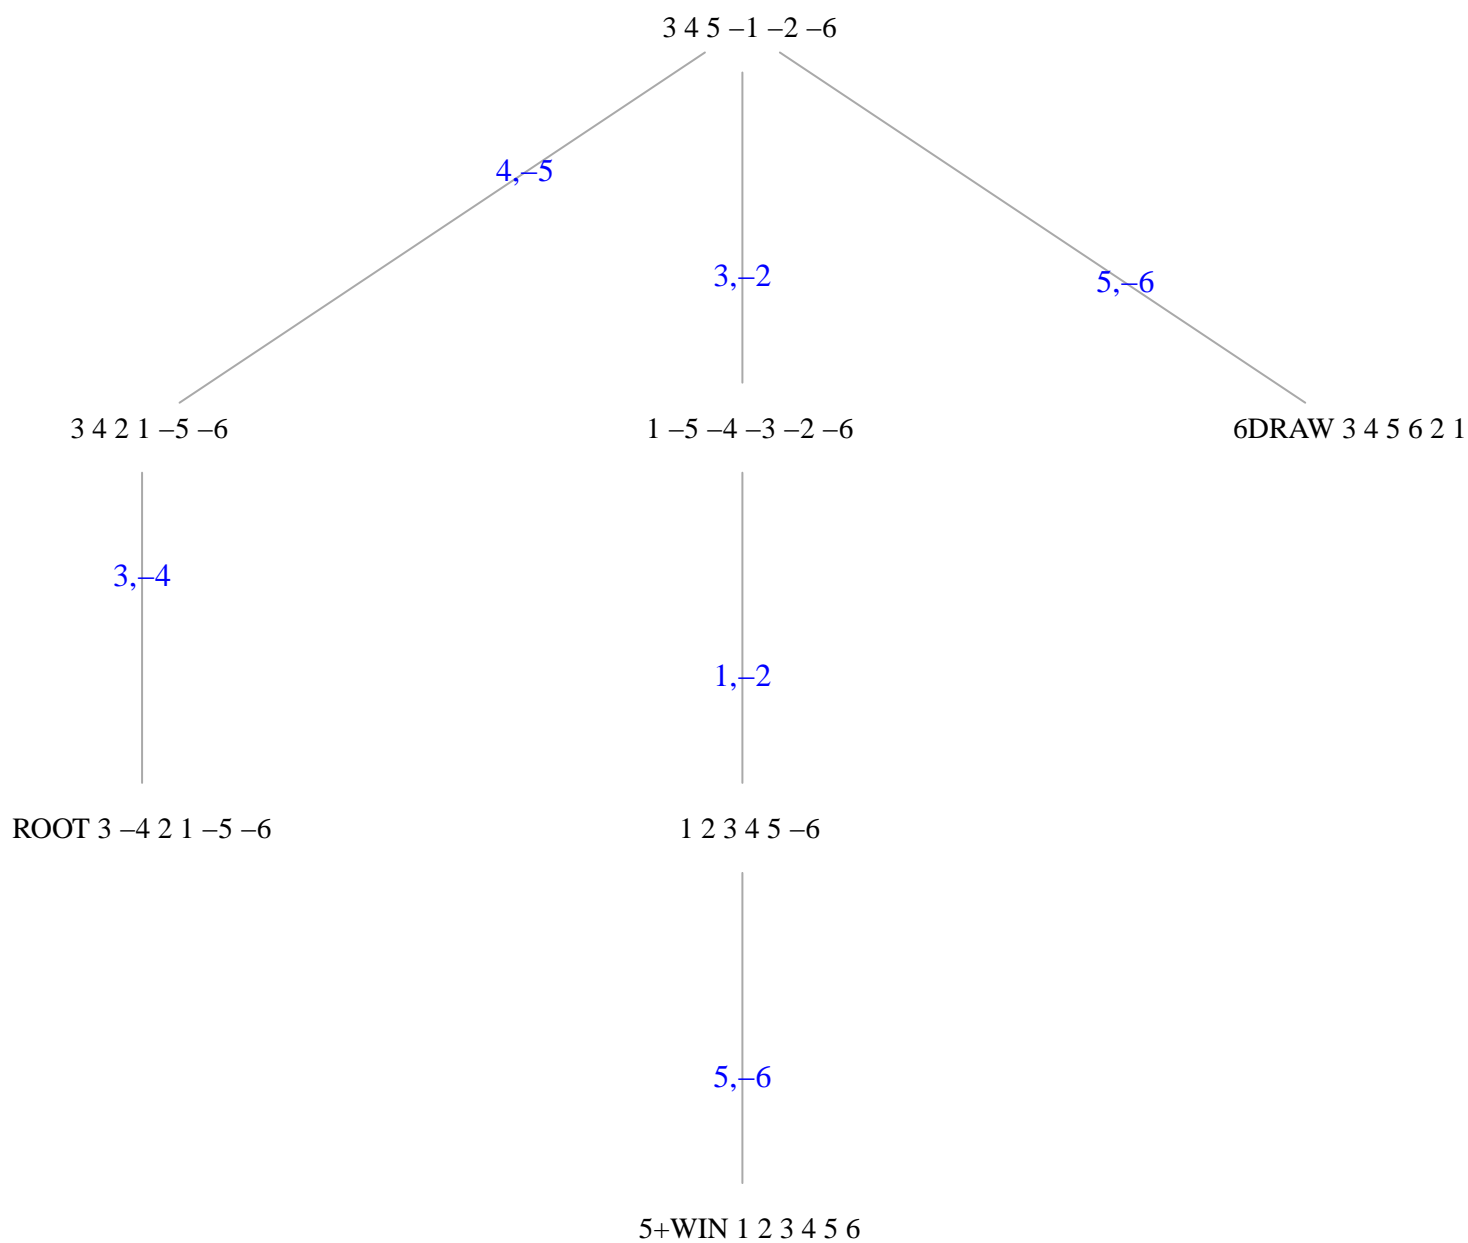 3 4 5 –1 –2 –6
4,–5
3,–2
5,–6
3 4 2 1 –5 –6
1 –5 –4 –3 –2 –6
6DRAW 3 4 5 6 2 1
3,–4
1,–2
ROOT 3 –4 2 1 –5 –6
1 2 3 4 5 –6
5,–6
5+WIN 1 2 3 4 5 6